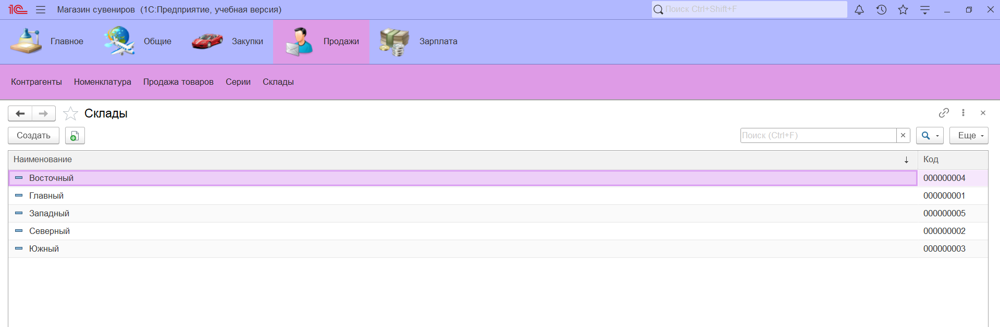 1С Магазин сувениров (1С:Предприятие, учебная версия) Поиск Ctrl+Shift+F
Главное Общие Закупки Продажи Зарплата
Контрагенты Номенклатура Продажа товаров Серии Склады
Склады
Создать Поиск (Ctrl+F) × Еще
Наименование ↓ Код
Восточный 000000004
Главный 000000001
Западный 000000005
Северный 000000002
Южный 000000003